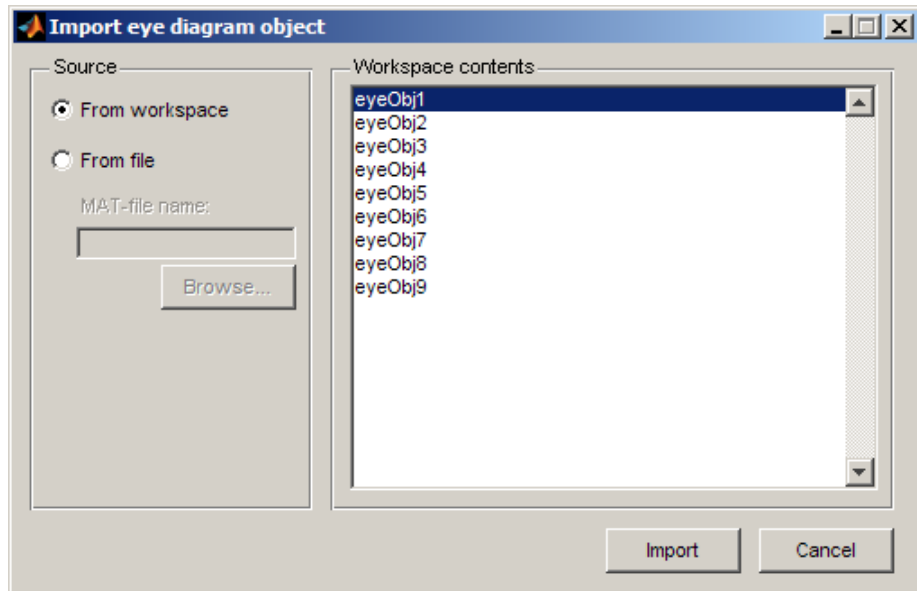 Import eye diagram object
Source
From workspace
From file
MAT-file name:
Browse...
Workspace contents
eyeObj1
eyeObj2
eyeObj3
eyeObj4
eyeObj5
eyeObj6
eyeObj7
eyeObj8
eyeObj9
Import
Cancel